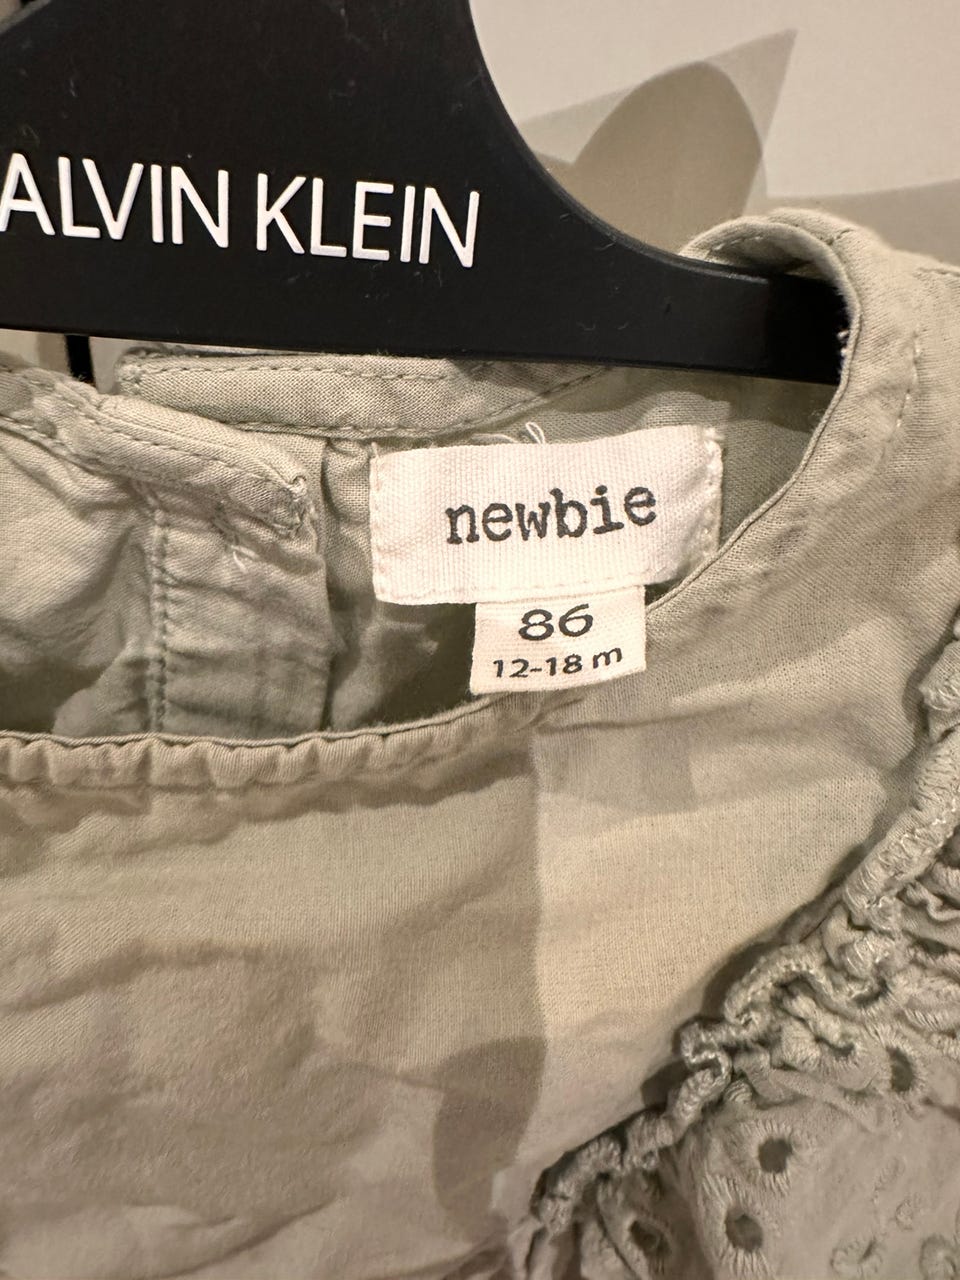 ALVIN KLEIN
newbie
86
12-18 m